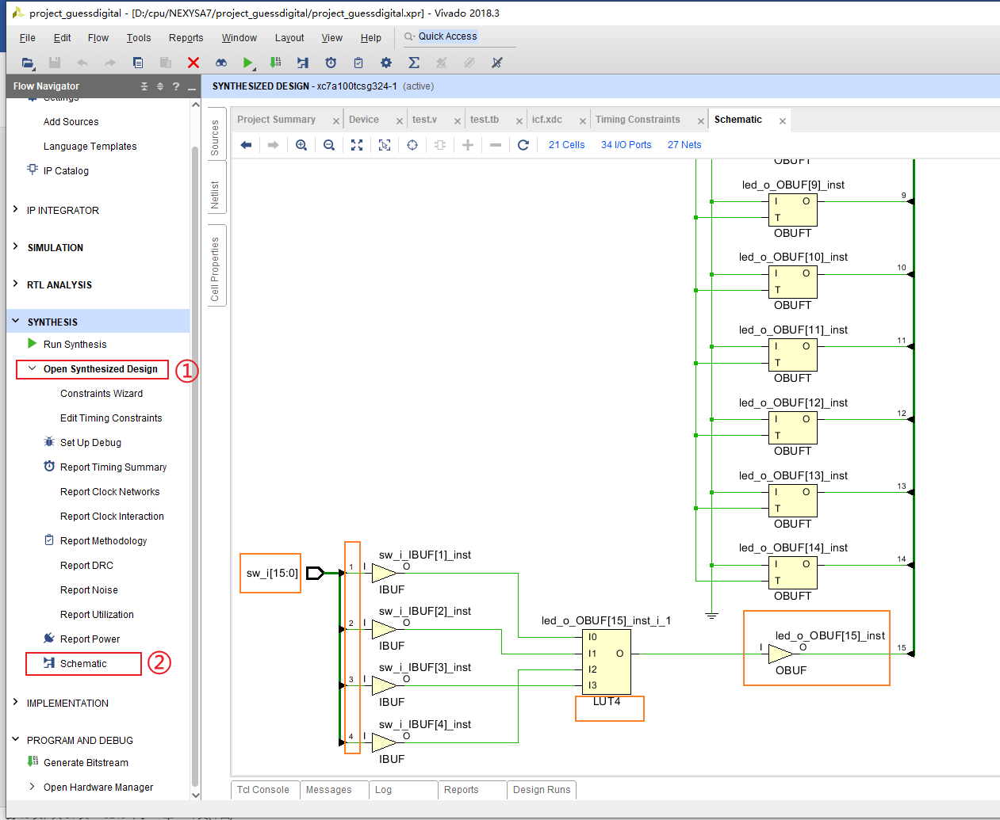 project_guessdigital - [D:/cpu/NEXYSA7/project_guessdigital/project_guessdigital.xpr] - Vivado 2018.3
File Edit Flow Tools Reports Window Layout View Help Quick Access
Flow Navigator
SYNTHESIZED DESIGN - xc7a100tcsg324-1 (active)
Settings
Add Sources
Language Templates
IP Catalog
IP INTEGRATOR
SIMULATION
RTL ANALYSIS
SYNTHESIS
Run Synthesis
Open Synthesized Design ①
Constraints Wizard
Edit Timing Constraints
Set Up Debug
Report Timing Summary
Report Clock Networks
Report Clock Interaction
Report Methodology
Report DRC
Report Noise
Report Utilization
Report Power
Schematic ②
IMPLEMENTATION
PROGRAM AND DEBUG
Generate Bitstream
Open Hardware Manager
Sources
Netlist
Cell Properties
Project Summary Device test.v test.tb icf.xdc Timing Constraints Schematic
21 Cells 34 I/O Ports 27 Nets
OBUFT
led_o_OBUF[9]_inst
I O 9
T
OBUFT
led_o_OBUF[10]_inst
I O 10
T
OBUFT
led_o_OBUF[11]_inst
I O 11
T
OBUFT
led_o_OBUF[12]_inst
I O 12
T
OBUFT
led_o_OBUF[13]_inst
I O 13
T
OBUFT
led_o_OBUF[14]_inst
I O 14
T
OBUFT
sw_i[15:0]
sw_i_IBUF[1]_inst
1 I O
IBUF
sw_i_IBUF[2]_inst
2 I O
IBUF
sw_i_IBUF[3]_inst
3 I O
IBUF
sw_i_IBUF[4]_inst
4 I O
IBUF
led_o_OBUF[15]_inst_i_1
I0
I1 O
I2
I3
LUT4
led_o_OBUF[15]_inst
I O 15
OBUF
Tcl Console Messages Log Reports Design Runs